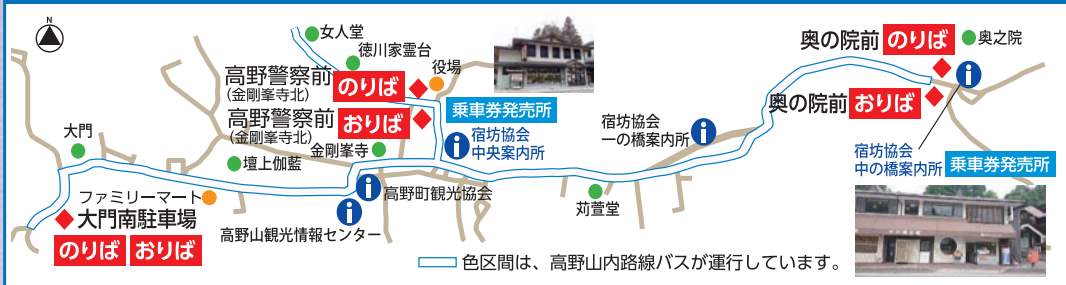 N
女人堂
徳川家霊台
役場
高野警察前 のりば
(金剛峯寺北)
高野警察前 おりば
(金剛峯寺北)
乗車券発売所
宿坊協会
中央案内所
金剛峯寺
大門
壇上伽藍
ファミリーマート
大門南駐車場
のりば おりば
高野町観光協会
高野山観光情報センター
宿坊協会
一の橋案内所
苅萱堂
奥の院前 のりば
奥之院
奥の院前 おりば
宿坊協会
中の橋案内所
乗車券発売所
色区間は、高野山内路線バスが運行しています。